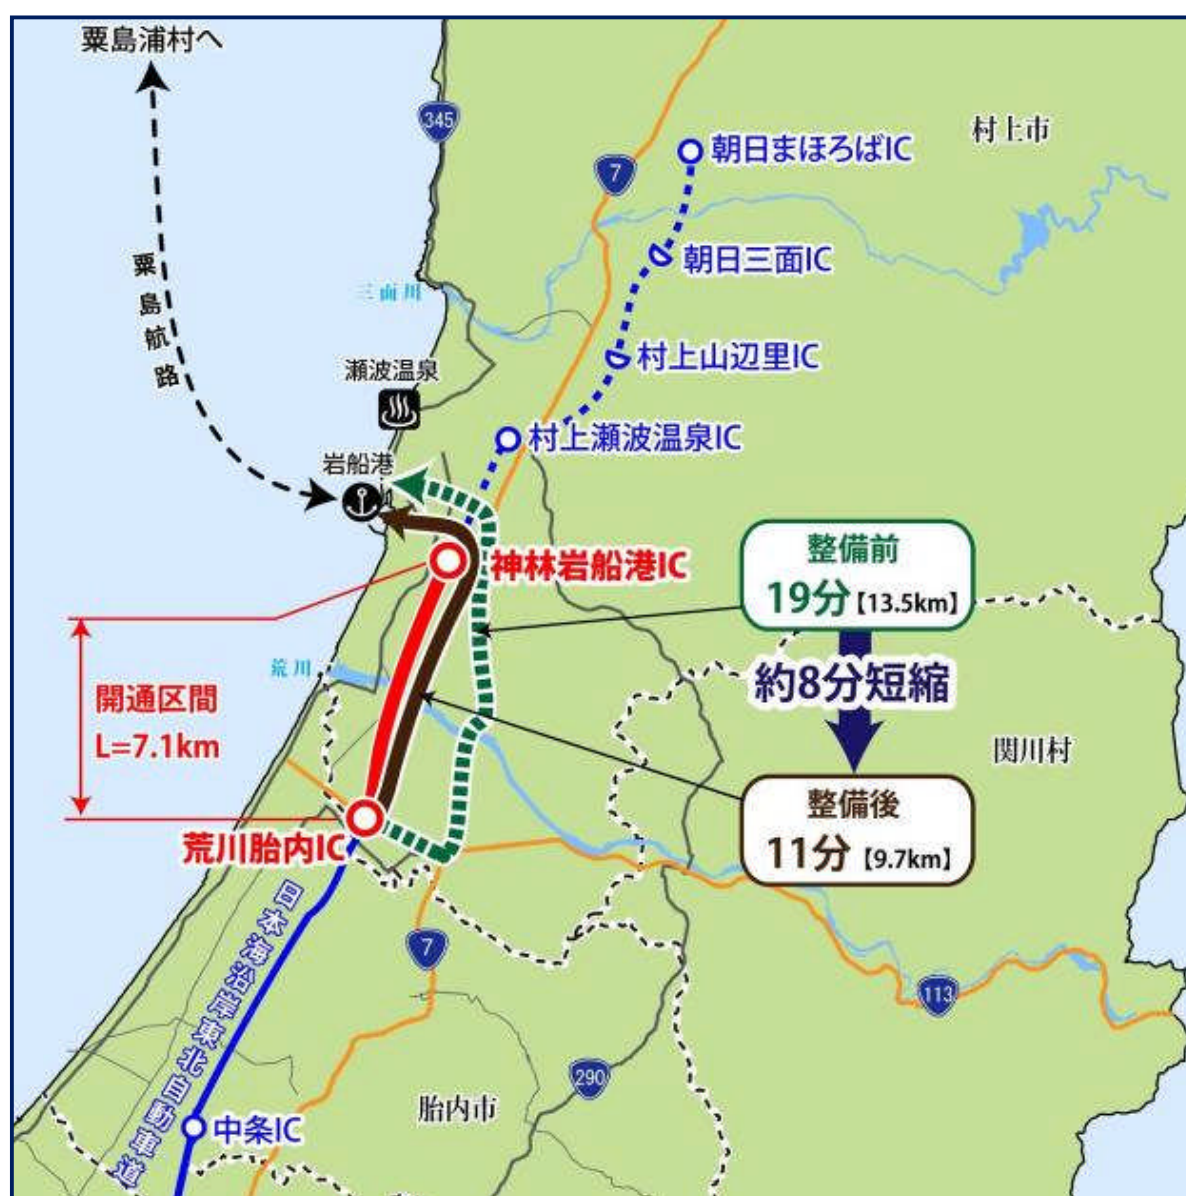 粟島浦村へ
345
7
朝日まほろばIC
村上市
朝日三面IC
粟島航路
三面川
村上山辺里IC
瀬波温泉
村上瀬波温泉IC
岩船港
神林岩船港IC
整備前
19分【13.5km】
約8分短縮
荒川
開通区間
L=7.1km
関川村
整備後
11分【9.7km】
荒川胎内IC
日本海沿岸東北自動車道
7
113
290
胎内市
中条IC